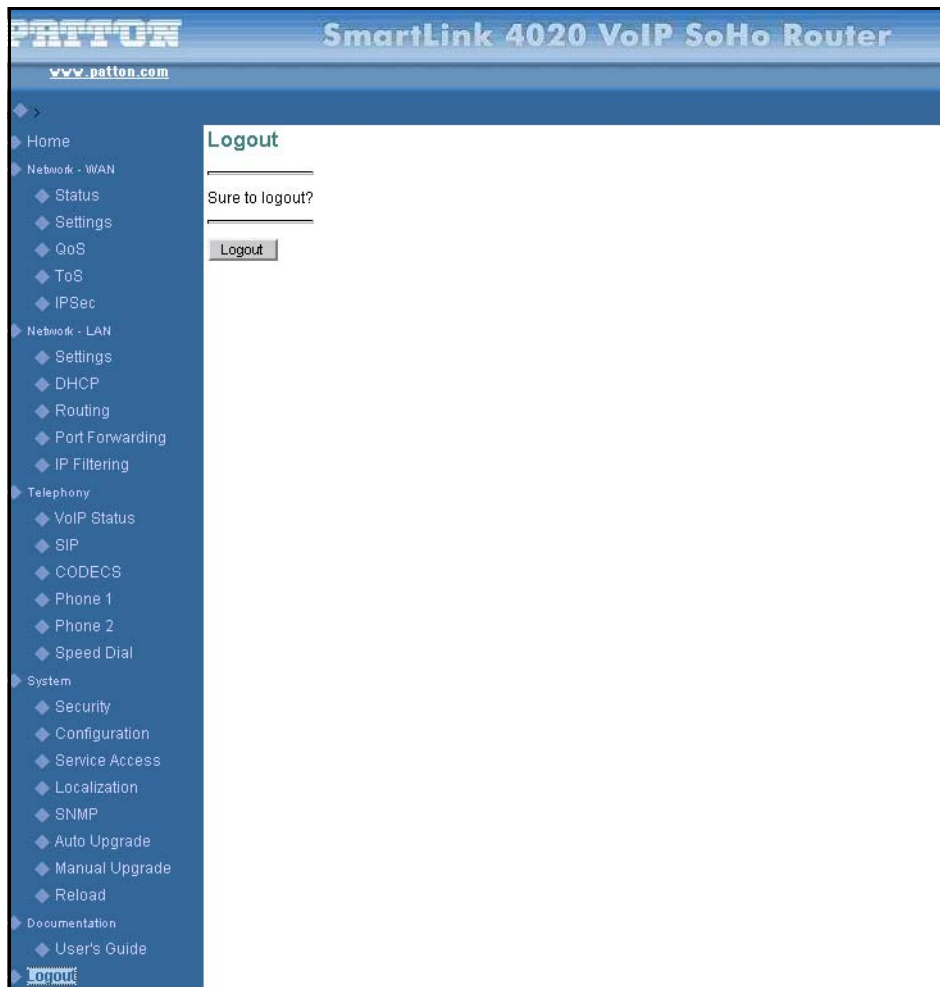 PATTON
SmartLink 4020 VoIP SoHo Router
www.patton.com
>
Home
Network - WAN
Status
Settings
QoS
ToS
IPSec
Network - LAN
Settings
DHCP
Routing
Port Forwarding
IP Filtering
Telephony
VoIP Status
SIP
CODECS
Phone 1
Phone 2
Speed Dial
System
Security
Configuration
Service Access
Localization
SNMP
Auto Upgrade
Manual Upgrade
Reload
Documentation
User's Guide
Logout
Logout
Sure to logout?
Logout